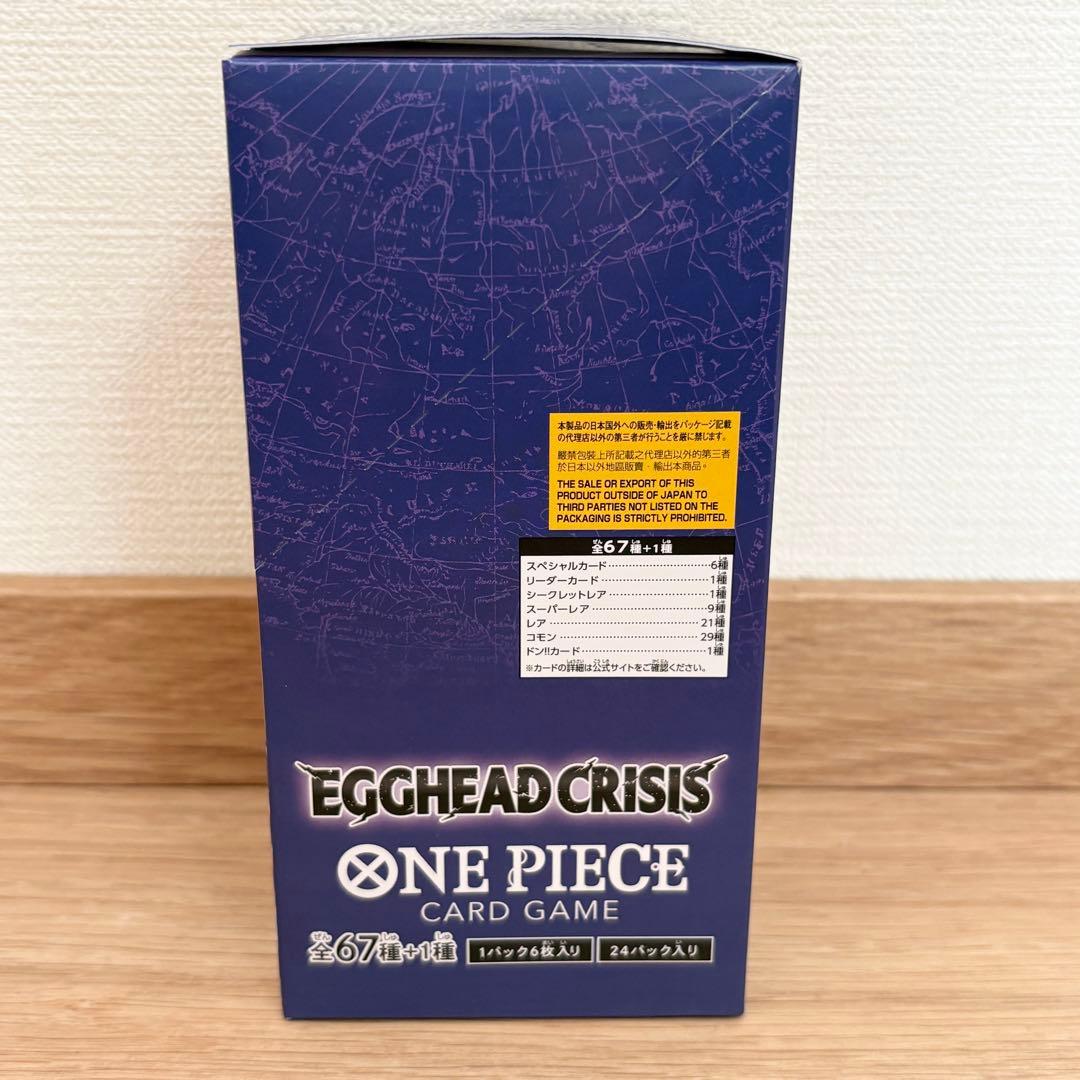 本製品の日本国外への販売・輸出をパッケージ記載
の代理店以外の第三者が行うことを厳に禁じます。
嚴禁包裝上所記載之代理店以外的第三者
於日本以外地區販賣・輸出本商品。
THE SALE OR EXPORT OF THIS
PRODUCT OUTSIDE OF JAPAN TO
THIRD PARTIES NOT LISTED ON THE
PACKAGING IS STRICTLY PROHIBITED.
全67種+1種
スペシャルカード…………………………6種
リーダーカード……………………………1種
シークレットレア…………………………1種
スーパーレア………………………………9種
レア…………………………………………21種
コモン………………………………………29種
ドン!!カード………………………………1種
※カードの詳細は公式サイトをご確認ください。
EGGHEAD CRISIS
ONE PIECE
CARD GAME
全67種+1種 1パック6枚入り 24パック入り